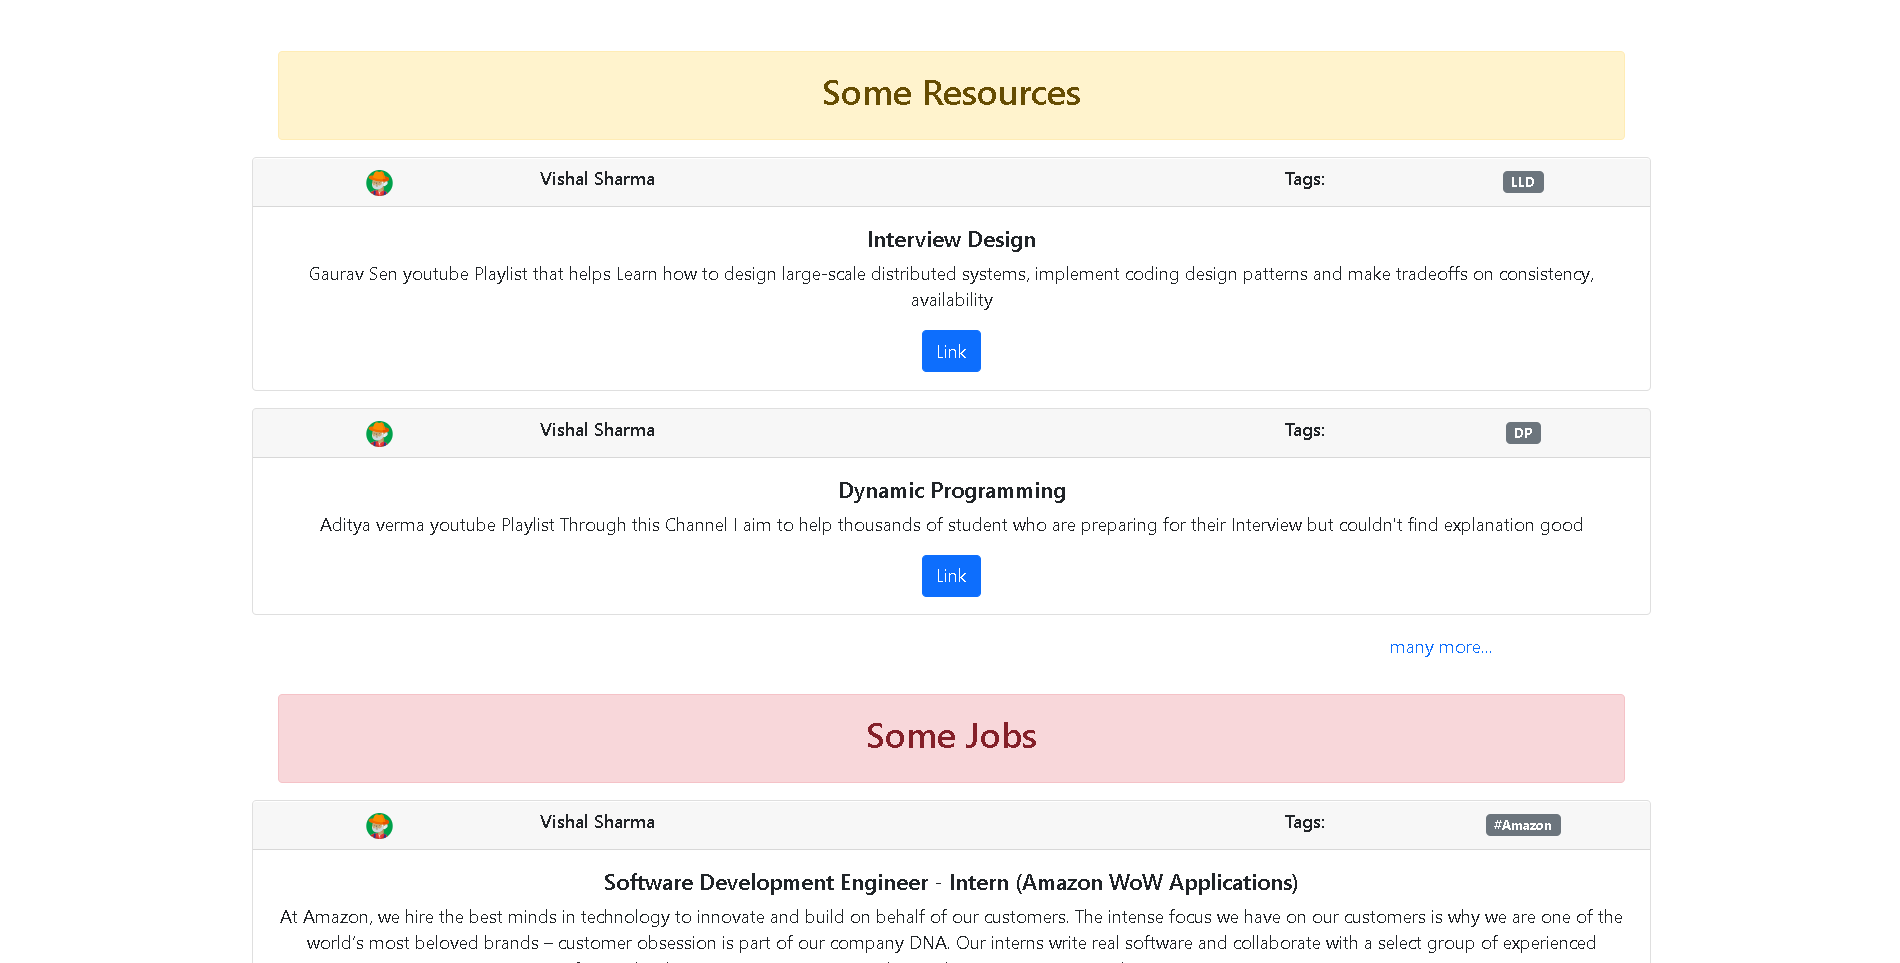 Some Resources
Vishal Sharma Tags: LLD
Interview Design
Gaurav Sen youtube Playlist that helps Learn how to design large-scale distributed systems, implement coding design patterns and make tradeoffs on consistency,
availability
Link
Vishal Sharma Tags: DP
Dynamic Programming
Aditya verma youtube Playlist Through this Channel I aim to help thousands of student who are preparing for their Interview but couldn't find explanation good
Link
many more...
Some Jobs
Vishal Sharma Tags: #Amazon
Software Development Engineer - Intern (Amazon WoW Applications)
At Amazon, we hire the best minds in technology to innovate and build on behalf of our customers. The intense focus we have on our customers is why we are one of the
world’s most beloved brands – customer obsession is part of our company DNA. Our interns write real software and collaborate with a select group of experienced